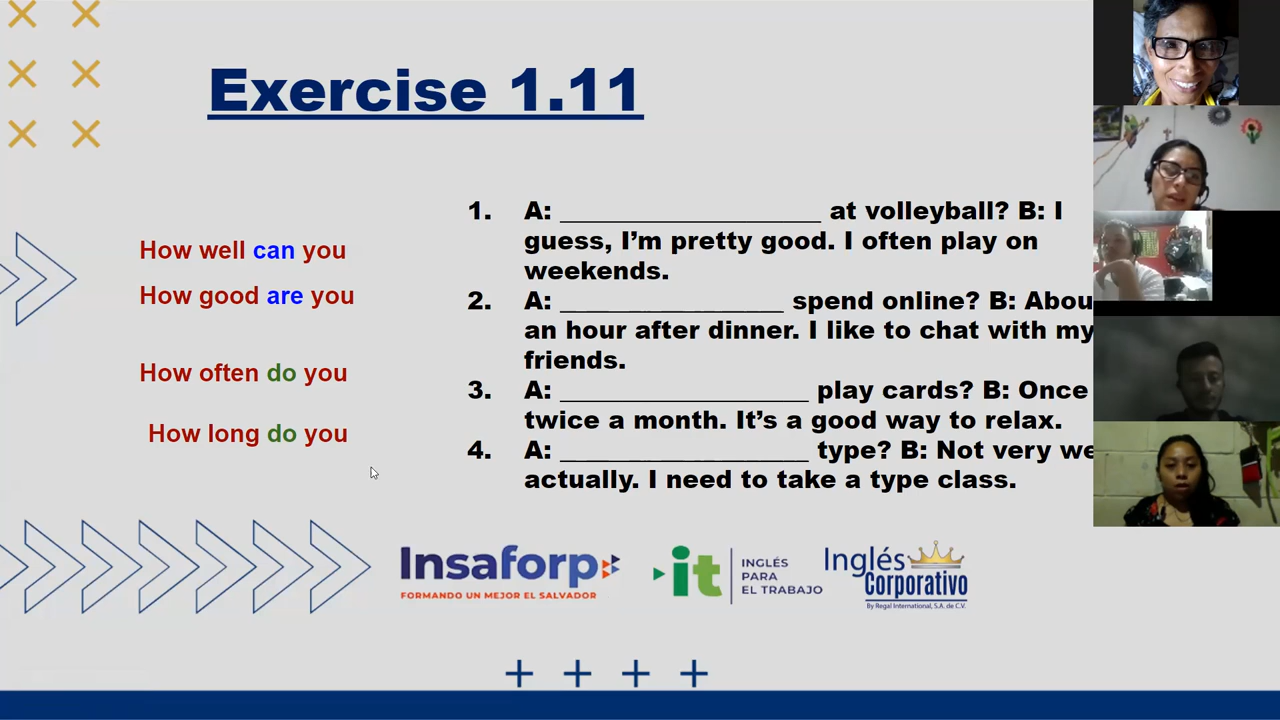 Exercise 1.11
How well can you
How good are you
How often do you
How long do you
1. A: ____________________ at volleyball? B: I
guess, I’m pretty good. I often play on
weekends.
2. A: _________________ spend online? B: Abou
an hour after dinner. I like to chat with my
friends.
3. A: ___________________ play cards? B: Once
twice a month. It’s a good way to relax.
4. A: ___________________ type? B: Not very we
actually. I need to take a type class.
Insaforp
FORMANDO UN MEJOR EL SALVADOR
it
INGLÉS
PARA
EL TRABAJO
Inglés
Corporativo
By Regal International, S.A. de C.V.